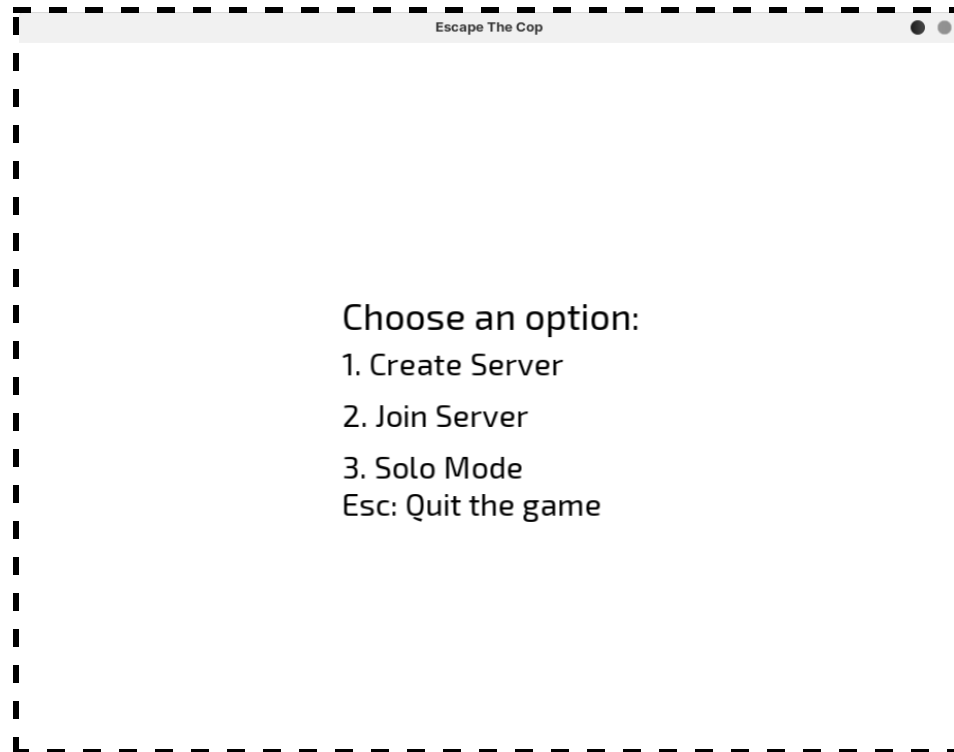 Escape The Cop
Choose an option:
1. Create Server
2. Join Server
3. Solo Mode
Esc: Quit the game